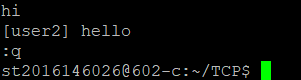 hi
[user2] hello
:q
st2016146026@602-c:~/TCP$